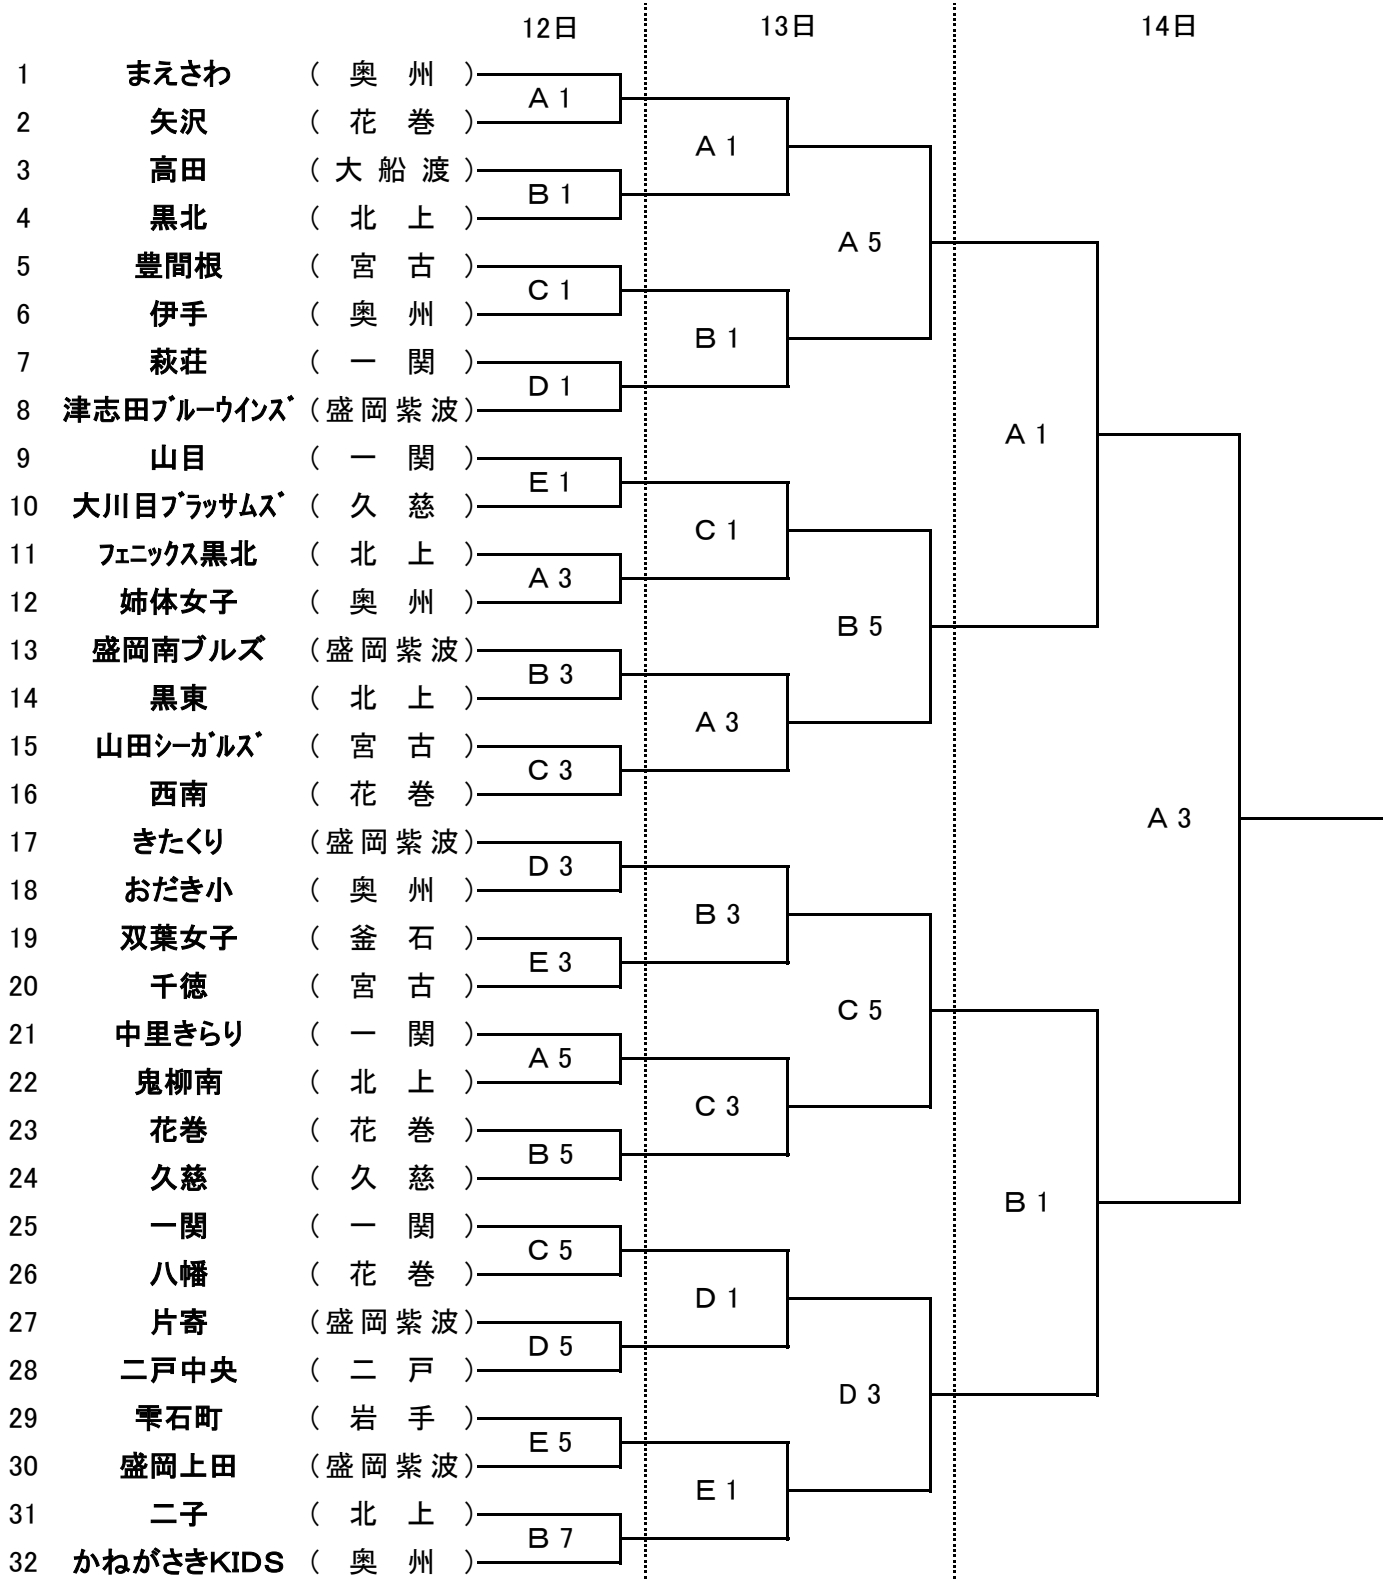 12日 13日 14日
1 まえさわ ( 奥 州 )
A 1
2 矢沢 ( 花 巻 )
A 1
3 高田 ( 大 船 渡 )
B 1
4 黒北 ( 北 上 )
A 5
5 豊間根 ( 宮 古 )
C 1
6 伊手 ( 奥 州 )
B 1
7 萩荘 ( 一 関 )
D 1
8 津志田ブルーウインズ ( 盛 岡 紫 波 )
A 1
9 山目 ( 一 関 )
E 1
10 大川目ブラッサムズ ( 久 慈 )
C 1
11 フェニックス黒北 ( 北 上 )
A 3
12 姉体女子 ( 奥 州 )
B 5
13 盛岡南ブルズ ( 盛 岡 紫 波 )
B 3
14 黒東 ( 北 上 )
A 3
15 山田シーガルズ ( 宮 古 )
C 3
16 西南 ( 花 巻 )
A 3
17 きたくり ( 盛 岡 紫 波 )
D 3
18 おだき小 ( 奥 州 )
B 3
19 双葉女子 ( 釜 石 )
E 3
20 千徳 ( 宮 古 )
C 5
21 中里きらり ( 一 関 )
A 5
22 鬼柳南 ( 北 上 )
C 3
23 花巻 ( 花 巻 )
B 5
24 久慈 ( 久 慈 )
B 1
25 一関 ( 一 関 )
C 5
26 八幡 ( 花 巻 )
D 1
27 片寄 ( 盛 岡 紫 波 )
D 5
28 二戸中央 ( 二 戸 )
D 3
29 雫石町 ( 岩 手 )
E 5
30 盛岡上田 ( 盛 岡 紫 波 )
E 1
31 二子 ( 北 上 )
B 7
32 かねがさきKIDS ( 奥 州 )